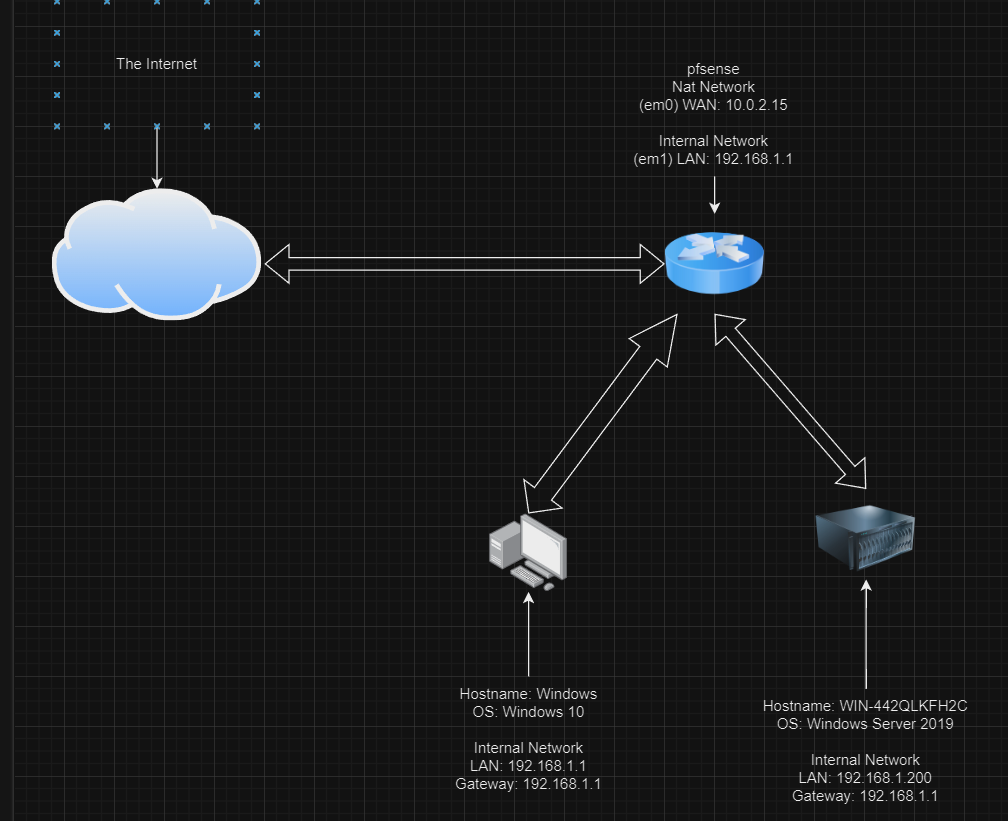 The Internet
pfsense
Nat Network
(em0) WAN: 10.0.2.15
Internal Network
(em1) LAN: 192.168.1.1
Hostname: Windows
OS: Windows 10
Internal Network
LAN: 192.168.1.1
Gateway: 192.168.1.1
Hostname: WIN-442QLKFH2C
OS: Windows Server 2019
Internal Network
LAN: 192.168.1.200
Gateway: 192.168.1.1